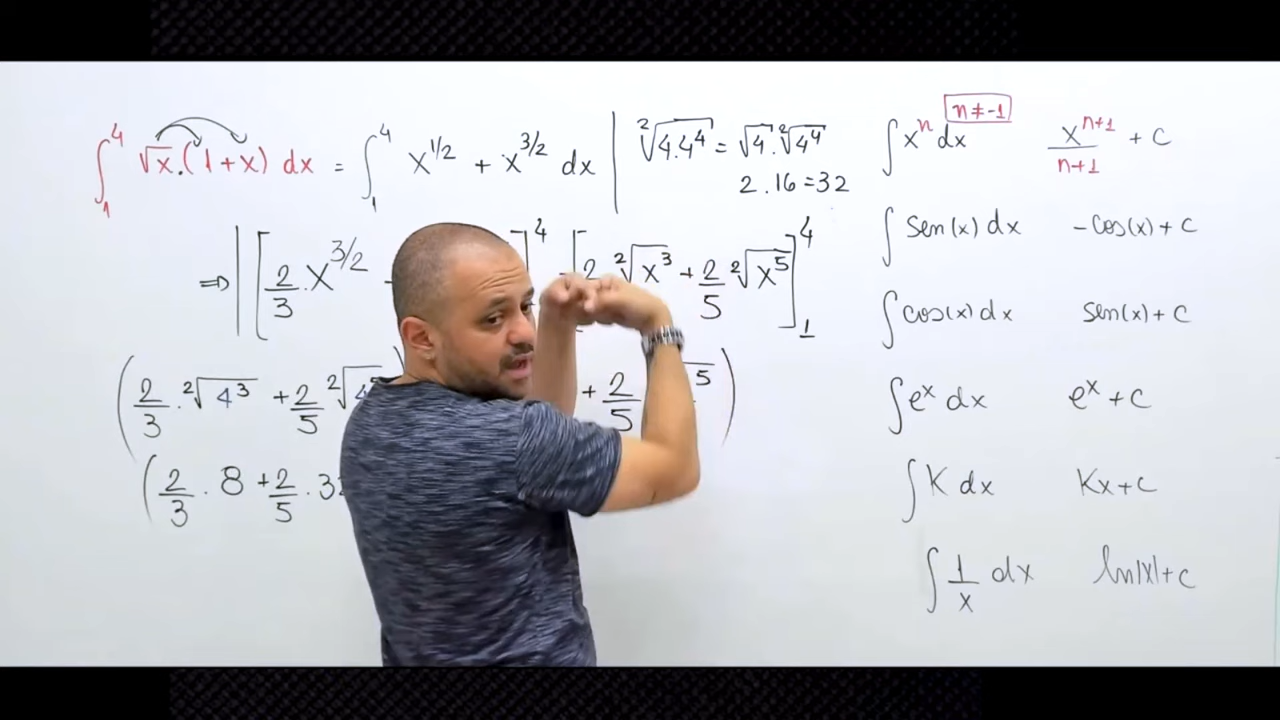 ∫₁⁴ √x.(1+x) dx = ∫₁⁴ x^{1/2} + x^{3/2} dx
²√4.4⁴ = √4.²√4⁴
2.16=32
⇒ [2/3.x^{3/2} ]⁴ [2 ²√x³ + 2/5 ²√x⁵]₁⁴
(2/3.²√4³ + 2/5 ²√4⁵ + 2/5 ⁵)
(2/3.8 + 2/5.3
n≠-1
∫xⁿ dx x^{n+1}/n+1 + c
∫sen(x) dx -cos(x) + c
∫cos(x) dx sen(x) + c
∫eˣ dx eˣ + c
∫K dx Kx+c
∫1/x dx ln|x|+c